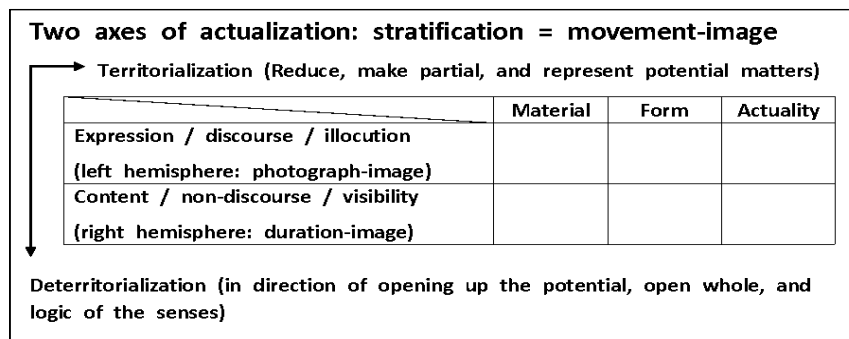 Two axes of actualization: stratification = movement-image
Territorialization (Reduce, make partial, and represent potential matters)
Material Form Actuality
Expression / discourse / illocution
(left hemisphere: photograph-image)
Content / non-discourse / visibility
(right hemisphere: duration-image)
Deterritorialization (in direction of opening up the potential, open whole, and
logic of the senses)